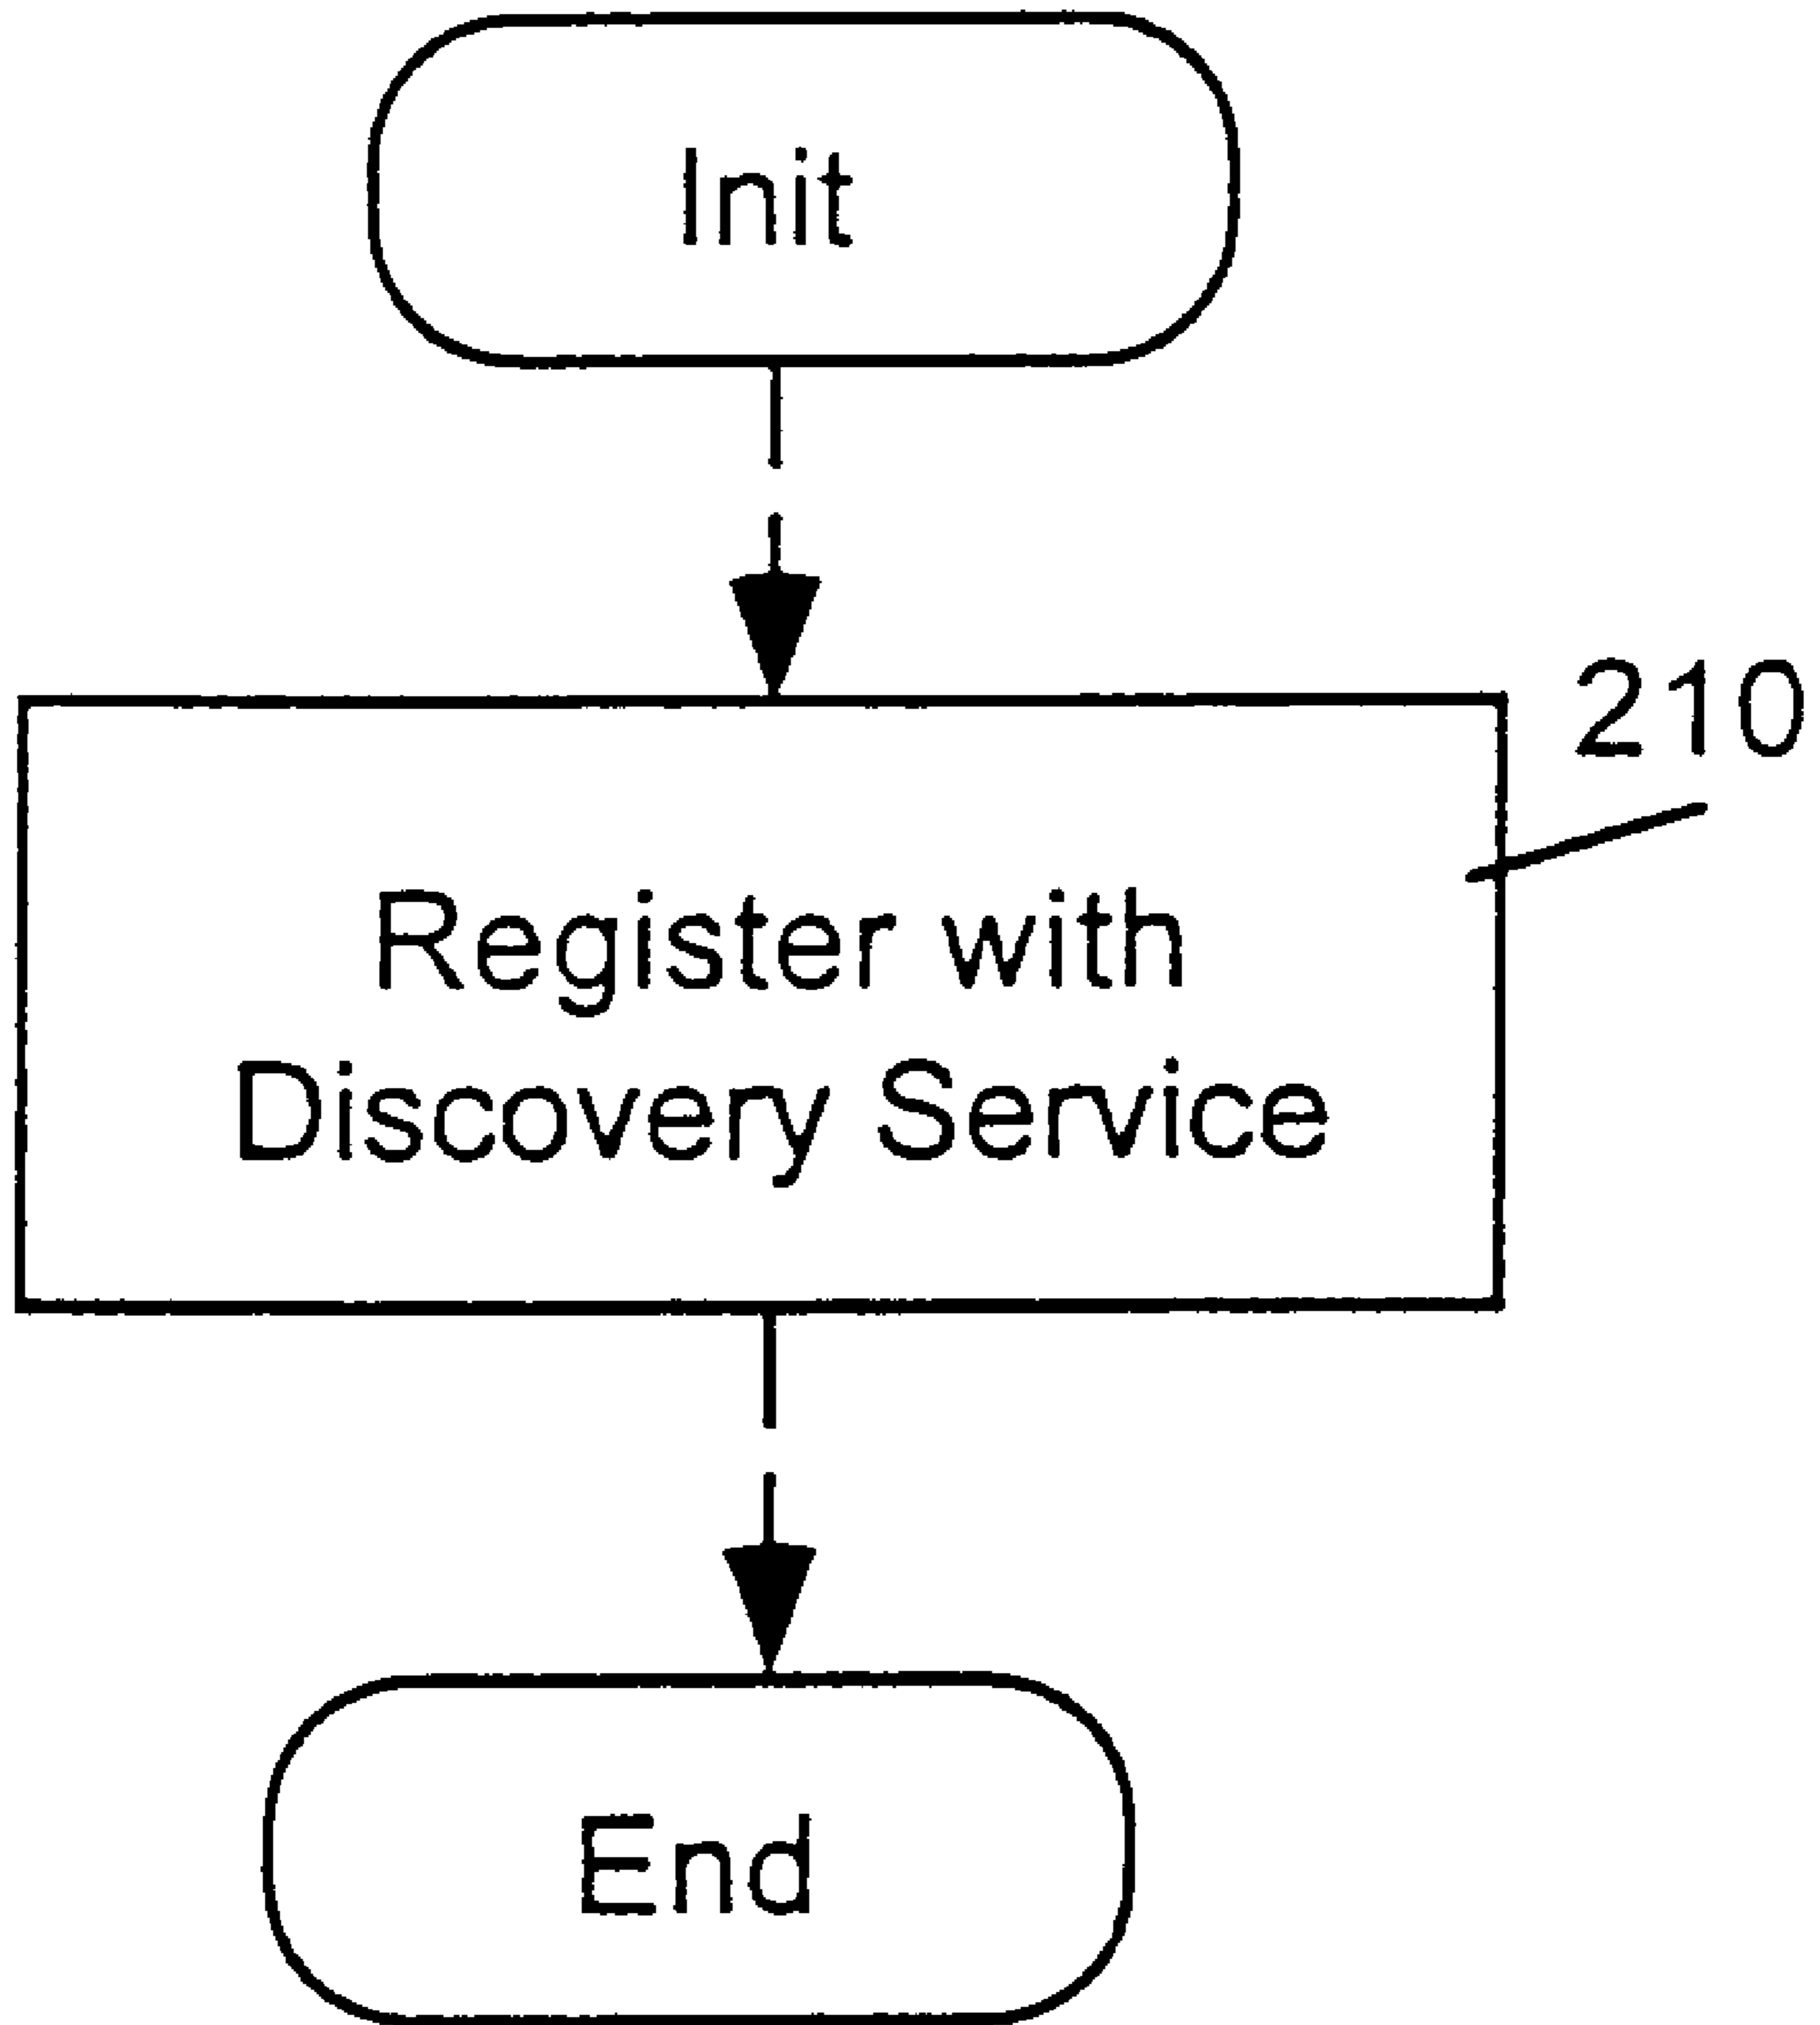 Init
210
Register with
Discovery Service
End